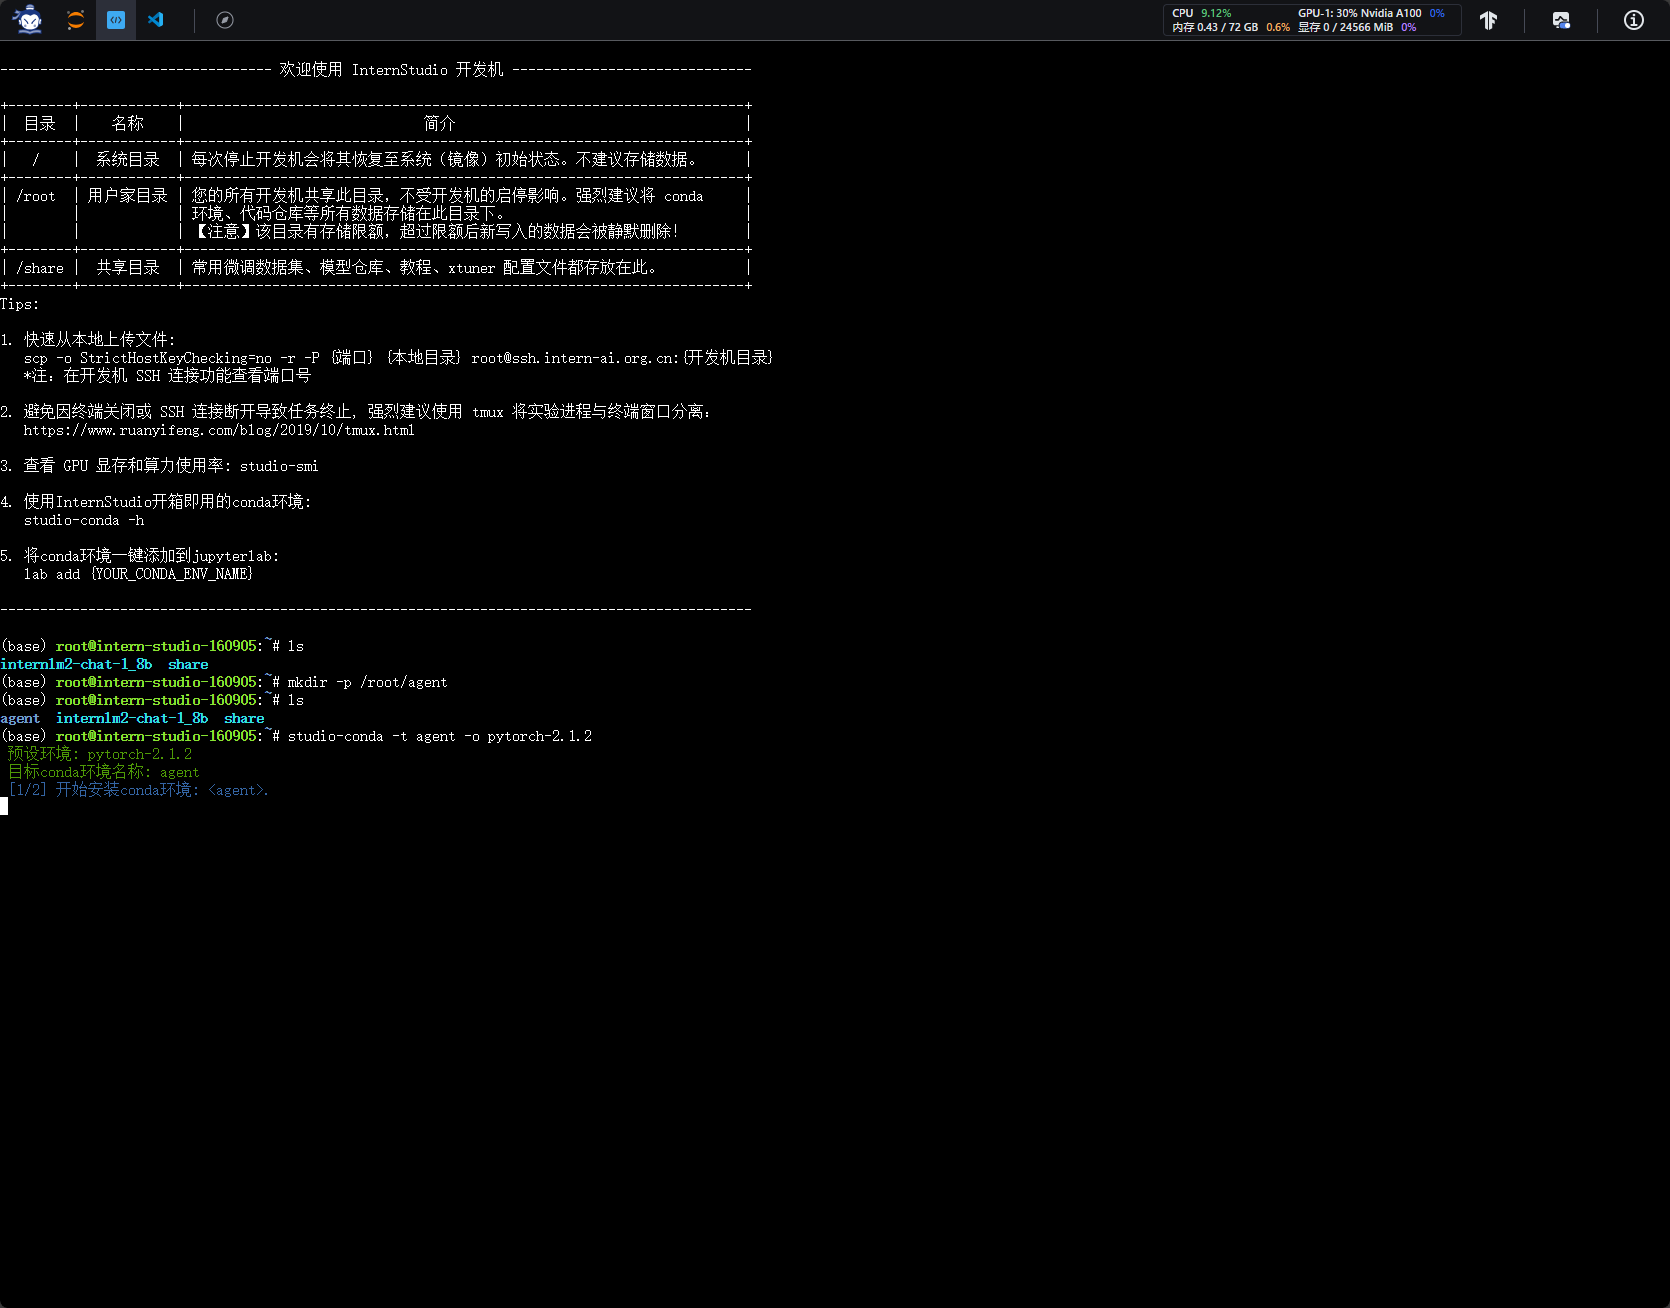 CPU 9.12% GPU-1: 30% Nvidia A100 0%
内存 0.43 / 72 GB 0.6% 显存 0 / 24566 MiB 0%
---------------------------------- 欢迎使用 InternStudio 开发机 ------------------------------
+--------+------------+----------------------------------------------------------------------+
| 目录 | 名称 | 简介 |
+--------+------------+----------------------------------------------------------------------+
| / | 系统目录 | 每次停止开发机会将其恢复至系统（镜像）初始状态。不建议存储数据。 |
+--------+------------+----------------------------------------------------------------------+
| /root | 用户家目录 | 您的所有开发机共享此目录，不受开发机的启停影响。强烈建议将 conda |
| | | 环境、代码仓库等所有数据存储在此目录下。 |
| | | 【注意】该目录有存储限额，超过限额后新写入的数据会被静默删除！ |
+--------+------------+----------------------------------------------------------------------+
| /share | 共享目录 | 常用微调数据集、模型仓库、教程、xtuner 配置文件都存放在此。 |
+--------+------------+----------------------------------------------------------------------+
Tips:
1. 快速从本地上传文件:
scp -o StrictHostKeyChecking=no -r -P {端口} {本地目录} root@ssh.intern-ai.org.cn:{开发机目录}
*注: 在开发机 SSH 连接功能查看端口号
2. 避免因终端关闭或 SSH 连接断开导致任务终止, 强烈建议使用 tmux 将实验进程与终端窗口分离:
https://www.ruanyifeng.com/blog/2019/10/tmux.html
3. 查看 GPU 显存和算力使用率: studio-smi
4. 使用InternStudio开箱即用的conda环境:
studio-conda -h
5. 将conda环境一键添加到jupyterlab:
lab add {YOUR_CONDA_ENV_NAME}
----------------------------------------------------------------------------------------------
(base) root@intern-studio-160905:~# ls
internlm2-chat-1_8b share
(base) root@intern-studio-160905:~# mkdir -p /root/agent
(base) root@intern-studio-160905:~# ls
agent internlm2-chat-1_8b share
(base) root@intern-studio-160905:~# studio-conda -t agent -o pytorch-2.1.2
预设环境: pytorch-2.1.2
目标conda环境名称: agent
[1/2] 开始安装conda环境: <agent>.